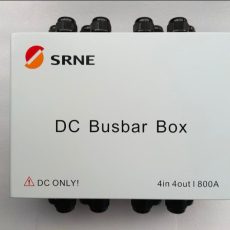 SRNE
DC Busbar Box
⚠ DC ONLY!
4in 4out | 800A